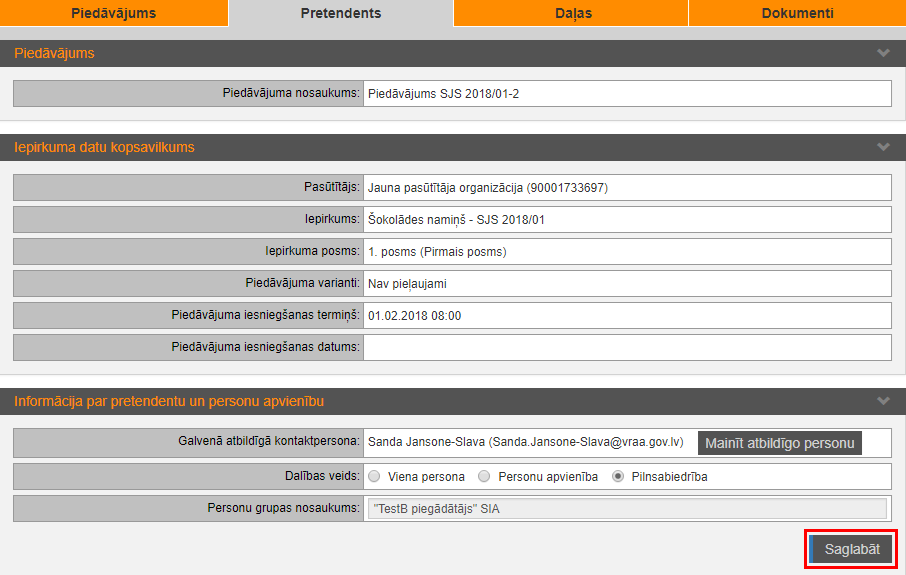 Piedāvājums Pretendents Daļas Dokumenti
Piedāvājums
Piedāvājuma nosaukums: Piedāvājums SJS 2018/01-2
Iepirkuma datu kopsavilkums
Pasūtītājs: Jauna pasūtītāja organizācija (90001733697)
Iepirkums: Šokolādes namiņš - SJS 2018/01
Iepirkuma posms: 1. posms (Pirmais posms)
Piedāvājuma varianti: Nav pieļaujami
Piedāvājuma iesniegšanas termiņš: 01.02.2018 08:00
Piedāvājuma iesniegšanas datums:
Informācija par pretendentu un personu apvienību
Galvenā atbildīgā kontaktpersona: Sanda Jansone-Slava (Sanda.Jansone-Slava@vraa.gov.lv) Mainīt atbildīgo personu
Dalības veids: Viena persona Personu apvienība Pilnsabiedrība
Personu grupas nosaukums: "TestB piegādātājs" SIA
Saglabāt